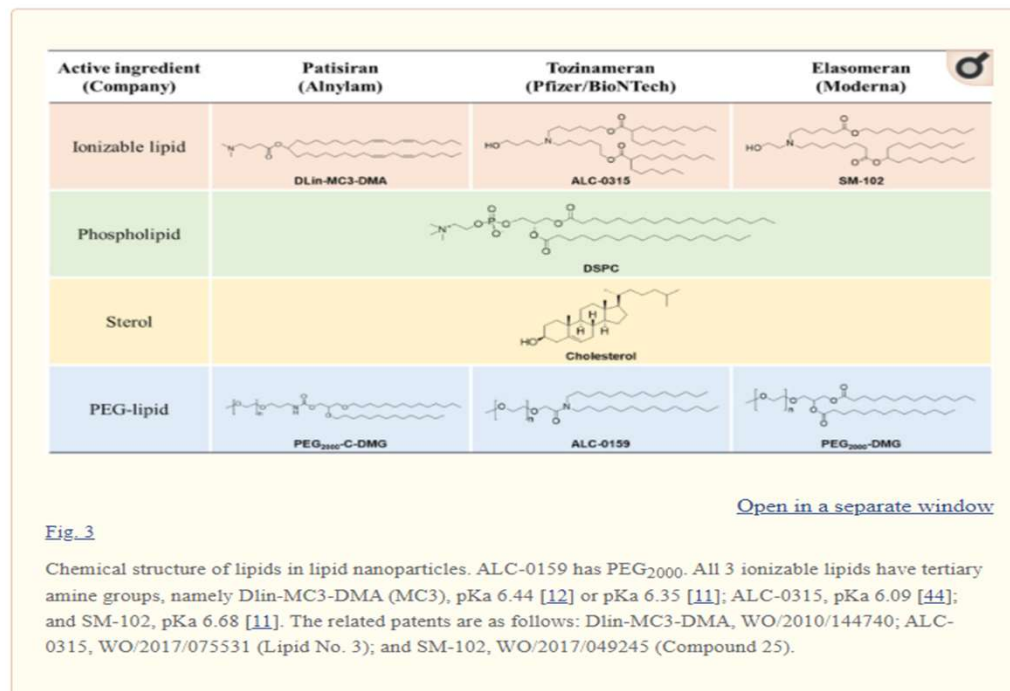 Active ingredient (Company)
Patisiran (Alnylam)
Tozinameran (Pfizer/BioNTech)
Elasomeran (Moderna)
Ionizable lipid
HO
N
O
O
O
O
HO
N
O
O
O
O
N
O
O
DLin-MC3-DMA
ALC-0315
SM-102
Phospholipid
N⁺
O
O
P
O
O⁻
O
O
O
O
DSPC
Sterol
H
H
H
HO
Cholesterol
PEG-lipid
O
n
O
N
H
O
O
O
O
O
n
O
O
N
O
n
O
O
O
O
O
PEG2000-C-DMG
ALC-0159
PEG2000-DMG
Open in a separate window
Fig. 3
Chemical structure of lipids in lipid nanoparticles. ALC-0159 has PEG2000. All 3 ionizable lipids have tertiary
amine groups, namely Dlin-MC3-DMA (MC3), pKa 6.44 [12] or pKa 6.35 [11]; ALC-0315, pKa 6.09 [44];
and SM-102, pKa 6.68 [11]. The related patents are as follows: Dlin-MC3-DMA, WO/2010/144740; ALC-
0315, WO/2017/075531 (Lipid No. 3); and SM-102, WO/2017/049245 (Compound 25).